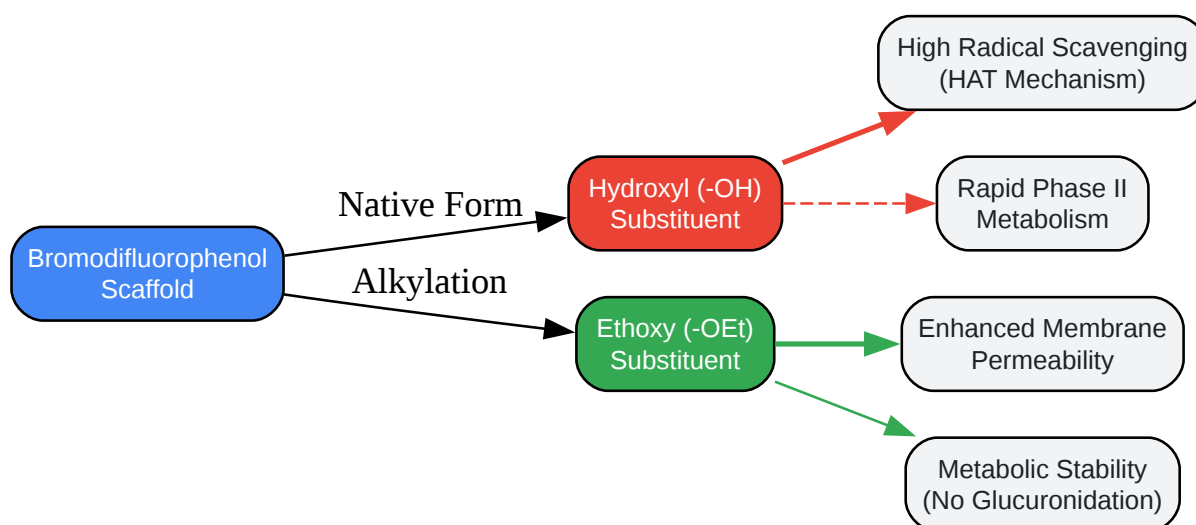 Bromodifluorophenol
Scaffold
Native Form
Alkylation
Hydroxyl (-OH)
Substituent
Ethoxy (-OEt)
Substituent
High Radical Scavenging
(HAT Mechanism)
Rapid Phase II
Metabolism
Enhanced Membrane
Permeability
Metabolic Stability
(No Glucuronidation)